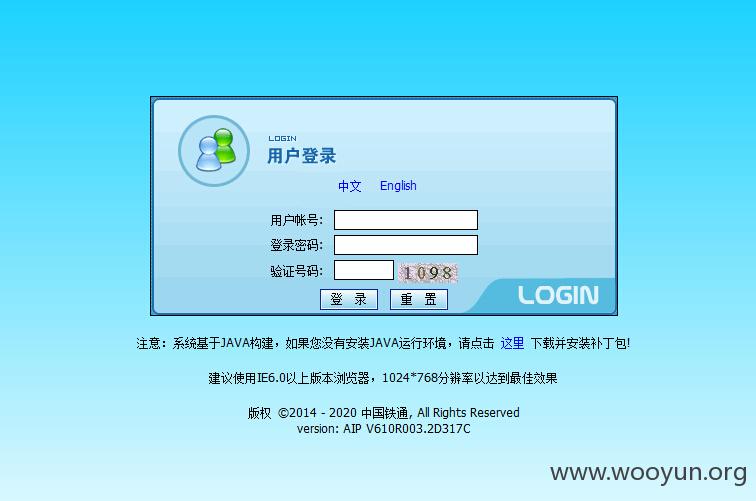 LOGIN
用户登录
中文 English
用户帐号:
登录密码:
验证号码: 1098
登 录 重 置
LOGIN
注意：系统基于JAVA构建，如果您没有安装JAVA运行环境，请点击 这里 下载并安装补丁包!
建议使用IE6.0以上版本浏览器，1024*768分辨率以达到最佳效果
版权 ©2014 - 2020 中国铁通, All Rights Reserved
version: AIP V610R003.2D317C
www.wooyun.org